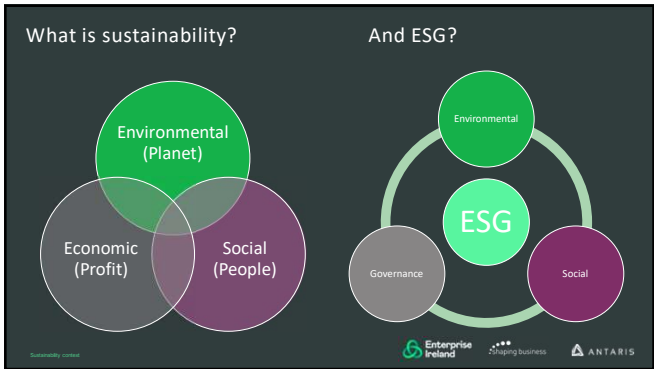 What is sustainability?
And ESG?
Environmental
(Planet)
Economic
(Profit)
Social
(People)
Environmental
ESG
Governance
Social
Sustainability context
Enterprise
Ireland
shaping business
ANTARIS